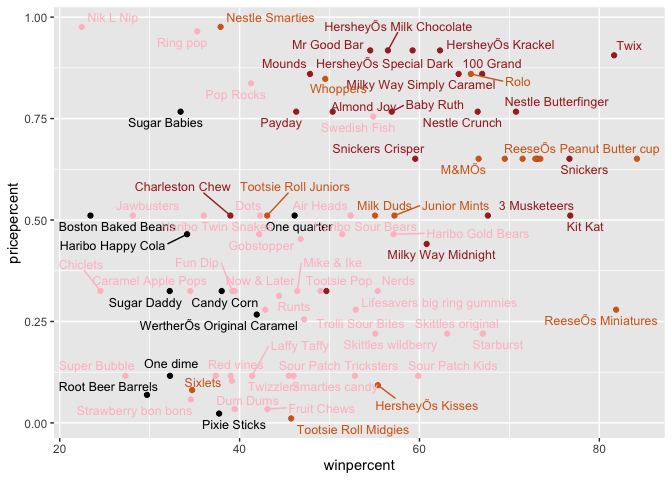 1.00
0.75
0.50
0.25
0.00
pricepercent
Nik L Nip
Nestle Smarties
Ring pop
HersheyÕs Milk Chocolate
Mr Good Bar
HersheyÕs Krackel
Twix
Mounds
HersheyÕs Special Dark
100 Grand
Whoppers
Milky Way Simply Caramel
Rolo
Pop Rocks
Almond Joy
Baby Ruth
Nestle Butterfinger
Sugar Babies
Payday
Swedish Fish
Nestle Crunch
Snickers Crisper
ReeseÕs Peanut Butter cup
M&MÕs
Snickers
Charleston Chew
Tootsie Roll Juniors
Jawbusters
Dots
Air Heads
Milk Duds
Junior Mints
3 Musketeers
Boston Baked Beans
Haribo Twin Snakes
One quarter
Haribo Sour Bears
Haribo Gold Bears
Kit Kat
Haribo Happy Cola
Gobstopper
Milky Way Midnight
Chiclets
Fun Dip
Mike & Ike
Caramel Apple Pops
Now & Later
Tootsie Pop
Nerds
Sugar Daddy
Candy Corn
Runts
Lifesavers big ring gummies
WertherÕs Original Caramel
Trolli Sour Bites
Skittles original
ReeseÕs Miniatures
Laffy Taffy
Skittles wildberry
Starburst
Super Bubble
One dime
Red vines
Sour Patch Tricksters
Sour Patch Kids
Root Beer Barrels
Sixlets
Twizzlers
Smarties candy
Strawberry bon bons
Dum Dums
Fruit Chews
HersheyÕs Kisses
Pixie Sticks
Tootsie Roll Midgies
20
40
60
80
winpercent